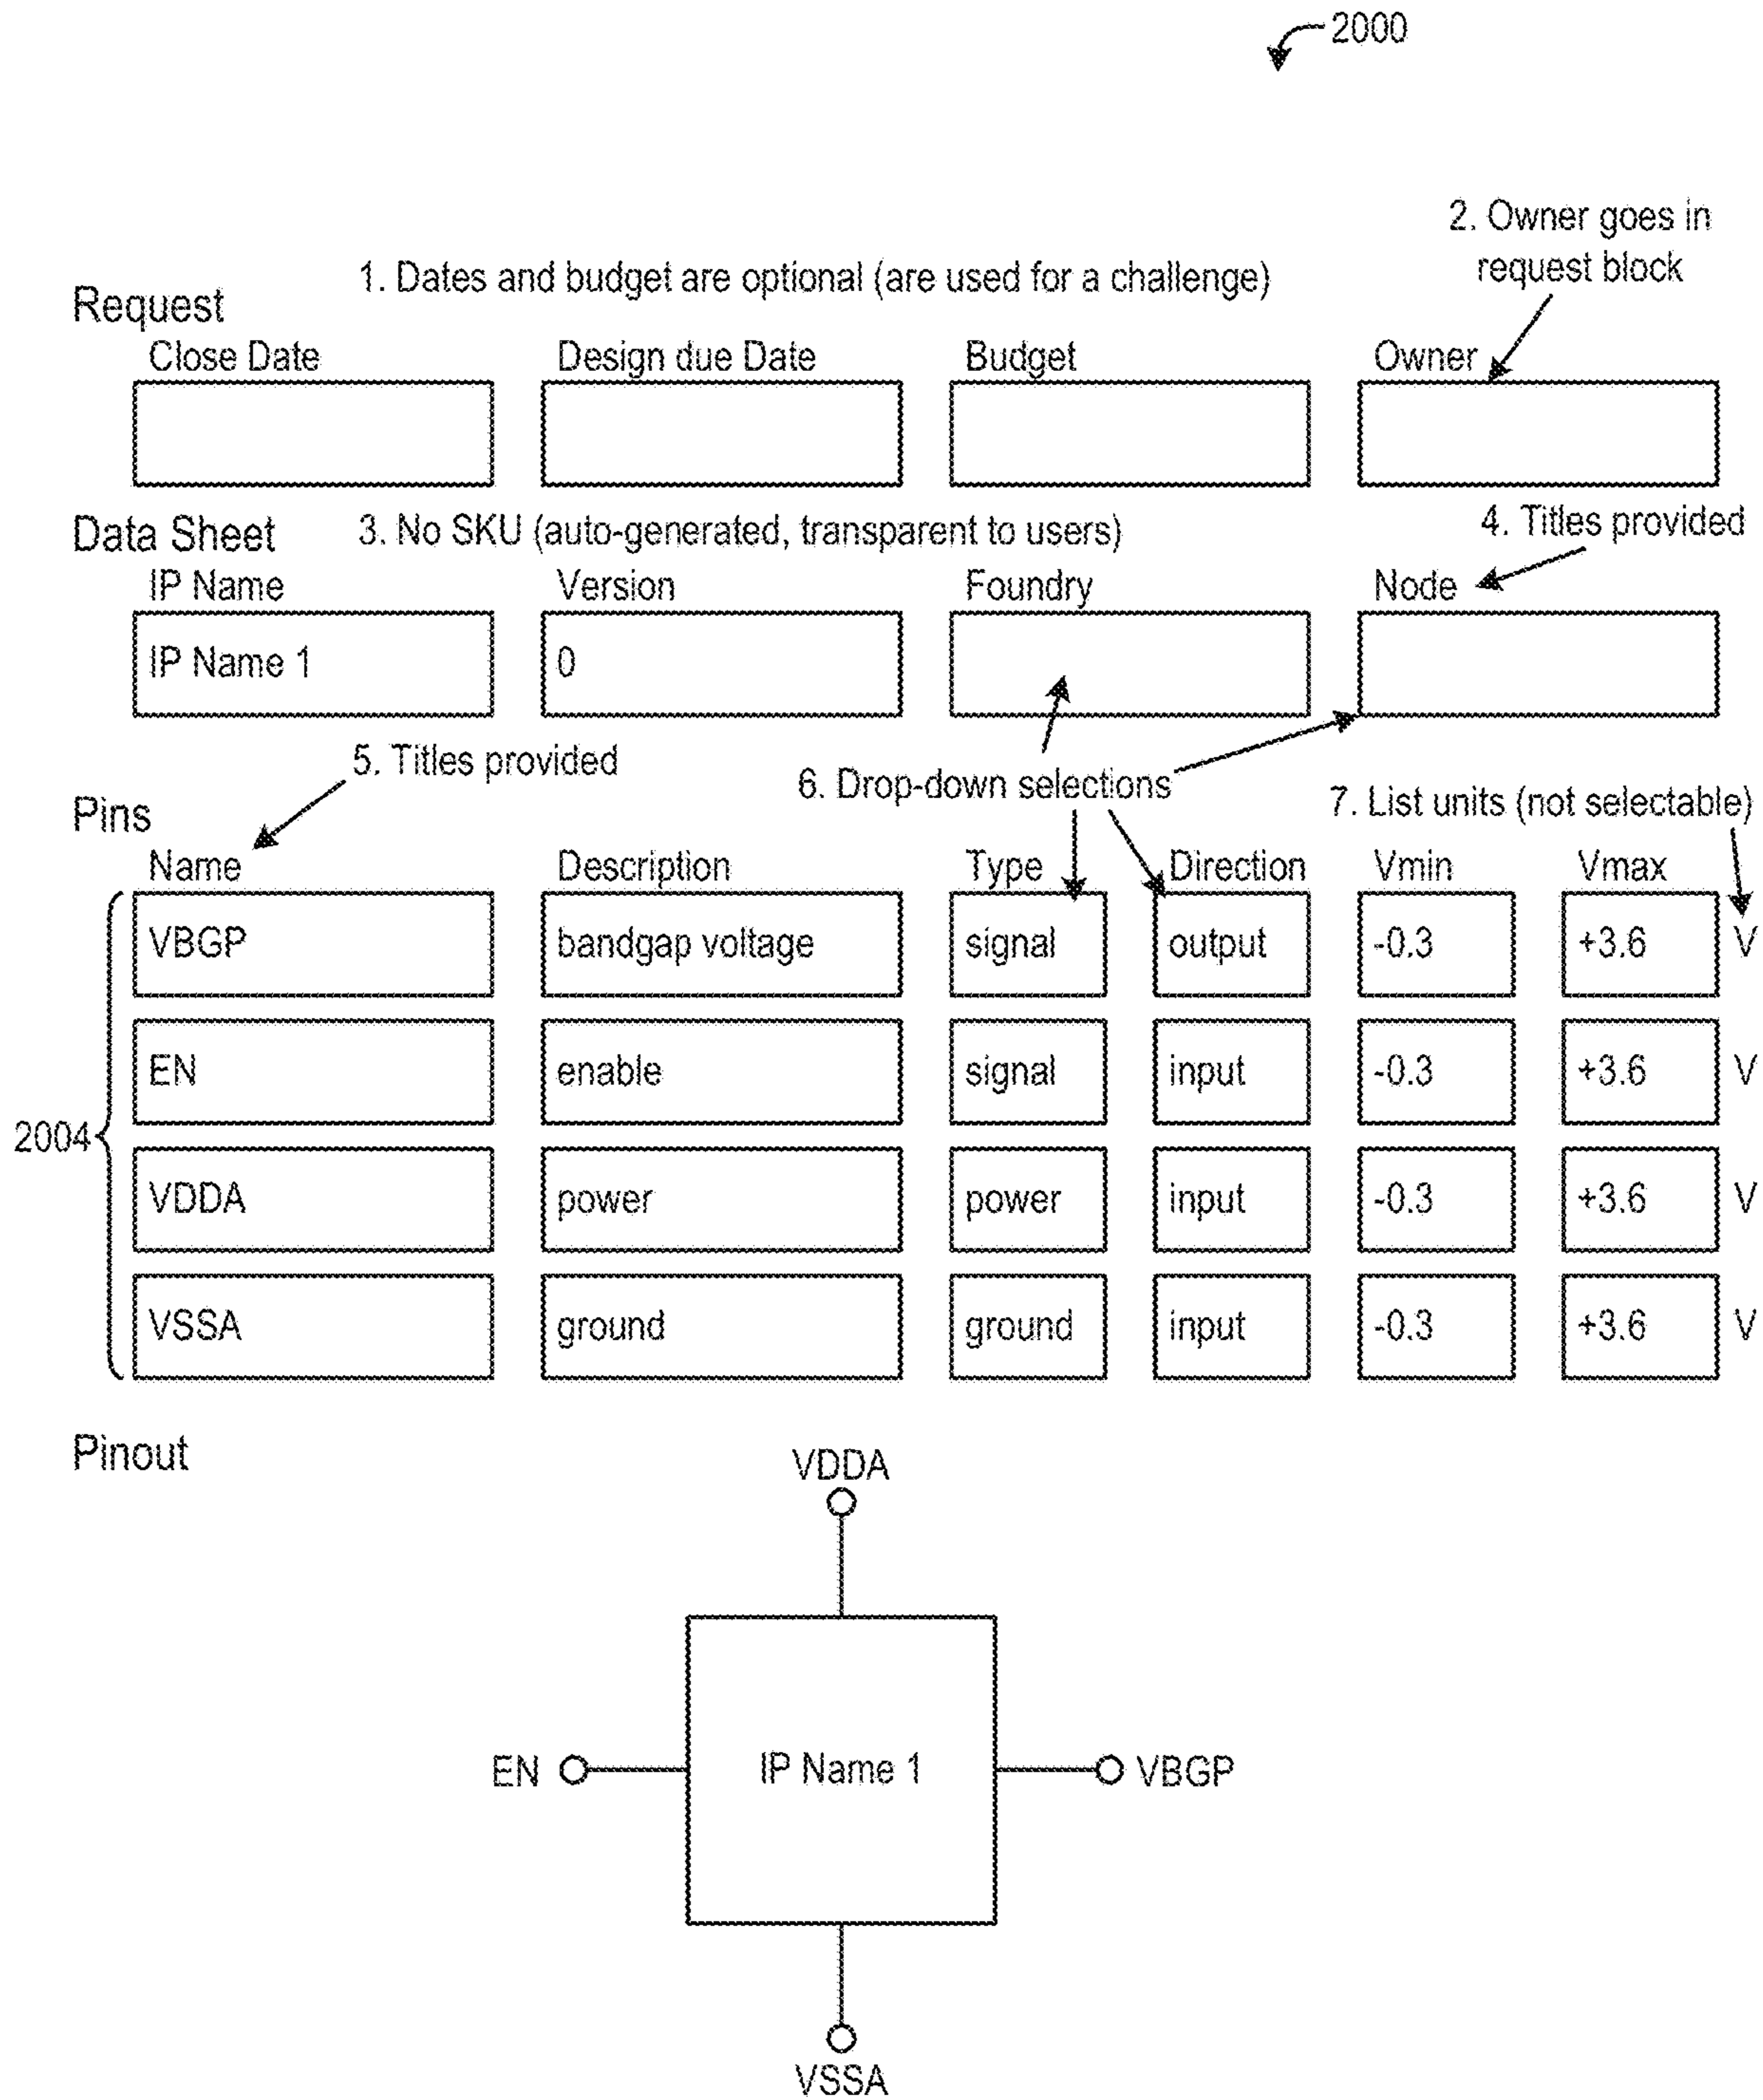 2000
2. Owner goes in
request block
1. Dates and budget are optional (are used for a challenge)
Request
Close Date Design due Date Budget Owner
Data Sheet 3. No SKU (auto-generated, transparent to users) 4. Titles provided
IP Name Version Foundry Node
IP Name 1 0
5. Titles provided
6. Drop-down selections
7. List units (not selectable)
Pins
Name Description Type Direction Vmin Vmax
VBGP bandgap voltage signal output -0.3 +3.6 V
EN enable signal input -0.3 +3.6 V
2004
VDDA power power input -0.3 +3.6 V
VSSA ground ground input -0.3 +3.6 V
Pinout
VDDA
EN IP Name 1 VBGP
VSSA